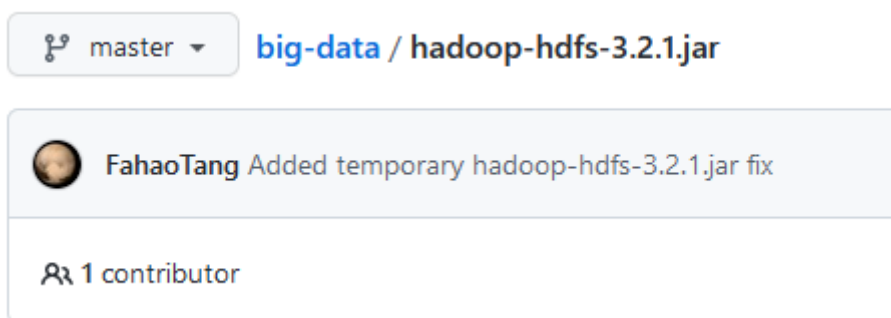 master big-data / hadoop-hdfs-3.2.1.jar
FahaoTang Added temporary hadoop-hdfs-3.2.1.jar fix
1 contributor